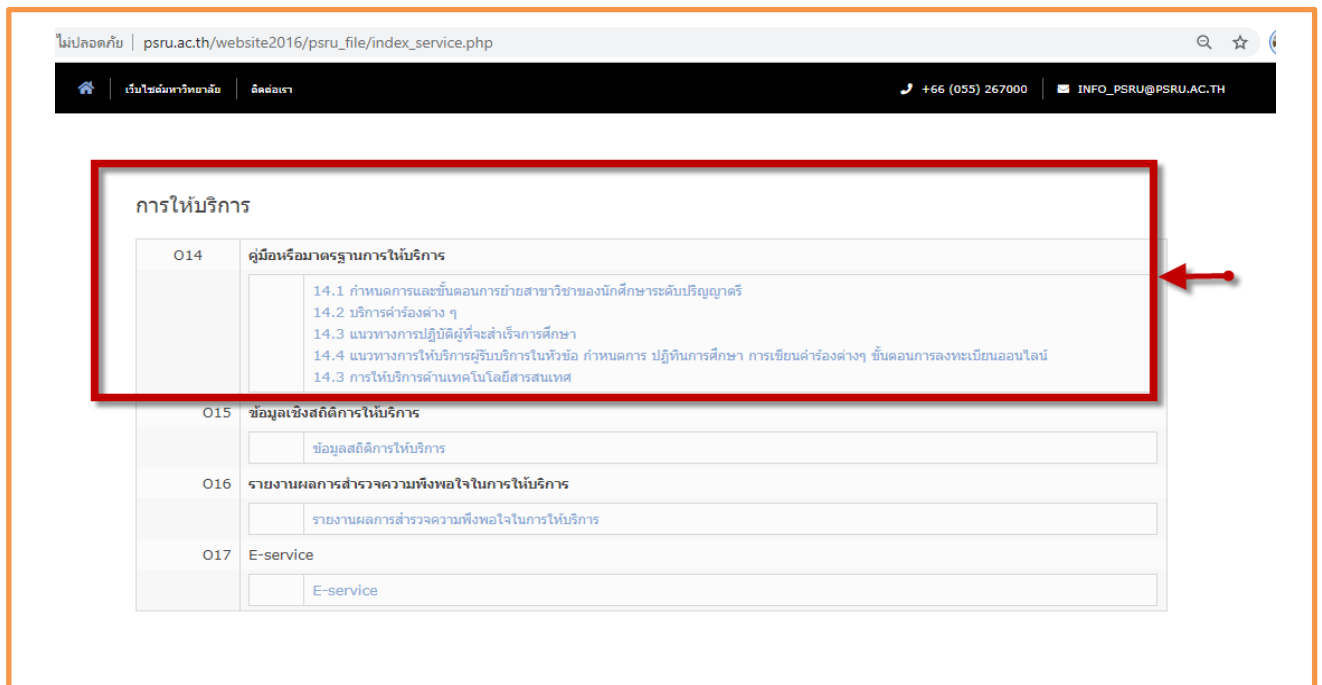 ไม่ปลอดภัย | psru.ac.th/website2016/psru_file/index_service.php
เว็บไซต์มหาวิทยาลัย ติดต่อเรา +66 (055) 267000 INFO_PSRU@PSRU.AC.TH
การให้บริการ
O14 คู่มือหรือมาตรฐานการให้บริการ
14.1 กำหนดการและขั้นตอนการย้ายสาขาวิชาของนักศึกษาระดับปริญญาตรี
14.2 บริการคำร้องต่าง ๆ
14.3 แนวทางการปฏิบัติผู้ที่จะสำเร็จการศึกษา
14.4 แนวทางการให้บริการผู้รับบริการในหัวข้อ กำหนดการ ปฏิทินการศึกษา การเขียนคำร้องต่างๆ ขั้นตอนการลงทะเบียนออนไลน์
14.3 การให้บริการด้านเทคโนโลยีสารสนเทศ
O15 ข้อมูลเชิงสถิติการให้บริการ
ข้อมูลสถิติการให้บริการ
O16 รายงานผลการสำรวจความพึงพอใจในการให้บริการ
รายงานผลการสำรวจความพึงพอใจในการให้บริการ
O17 E-service
E-service